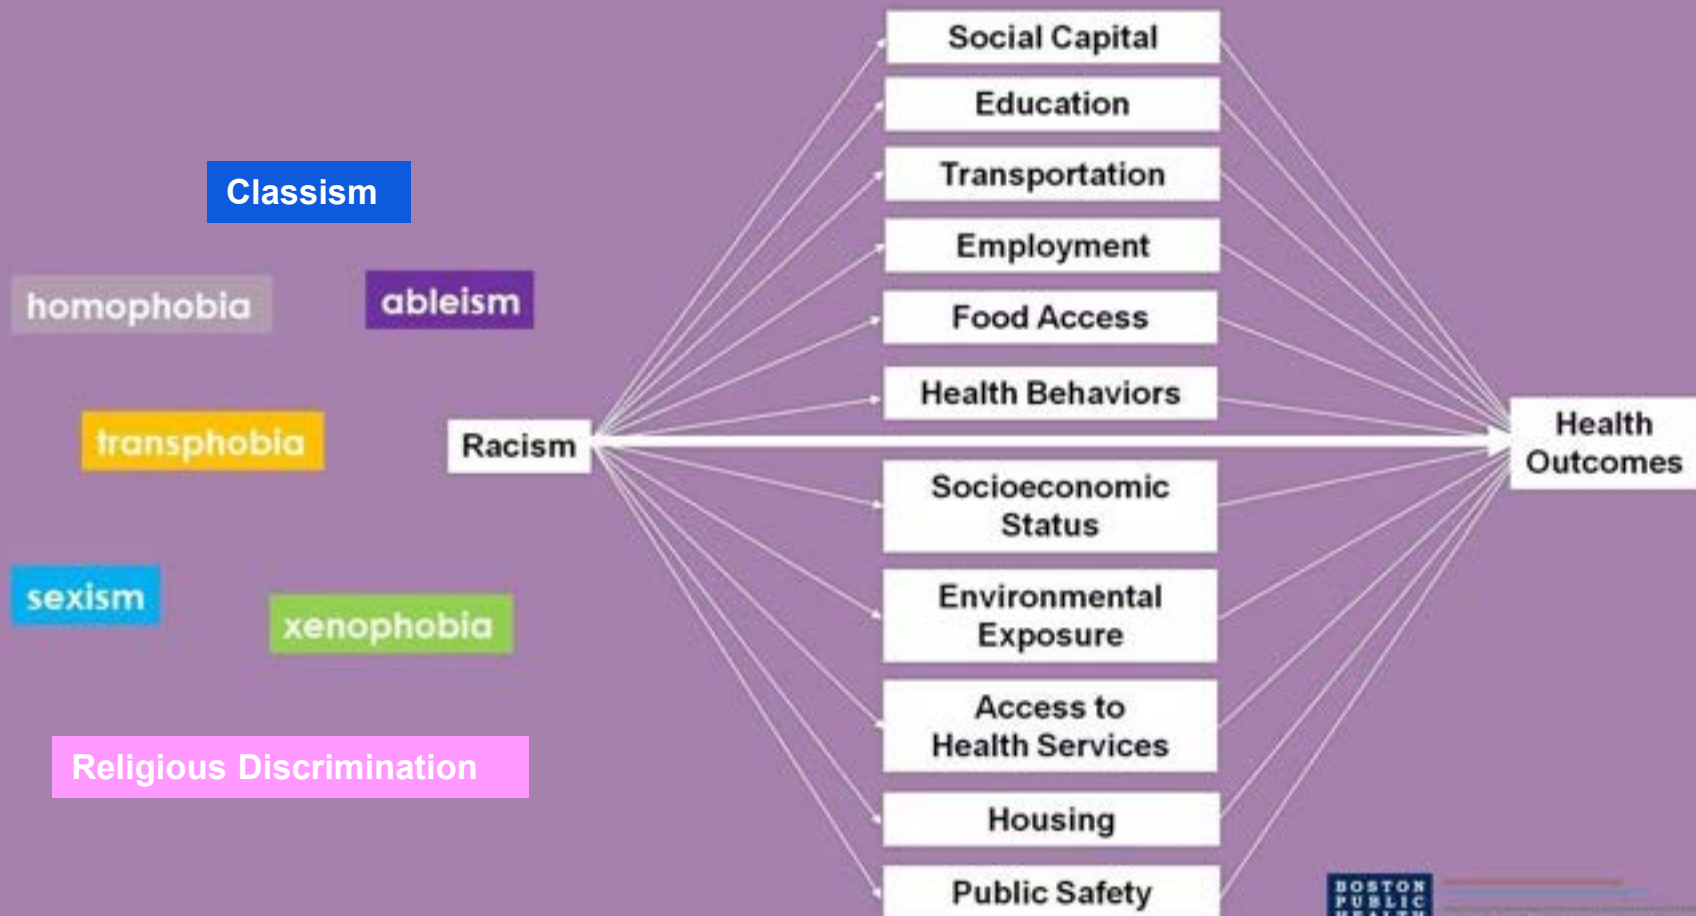 Classism
homophobia
ableism
transphobia
Racism
sexism
xenophobia
Religious Discrimination
Social Capital
Education
Transportation
Employment
Food Access
Health Behaviors
Socioeconomic
Status
Environmental
Exposure
Access to
Health Services
Housing
Public Safety
Health
Outcomes
BOSTON
PUBLIC
HEALTH